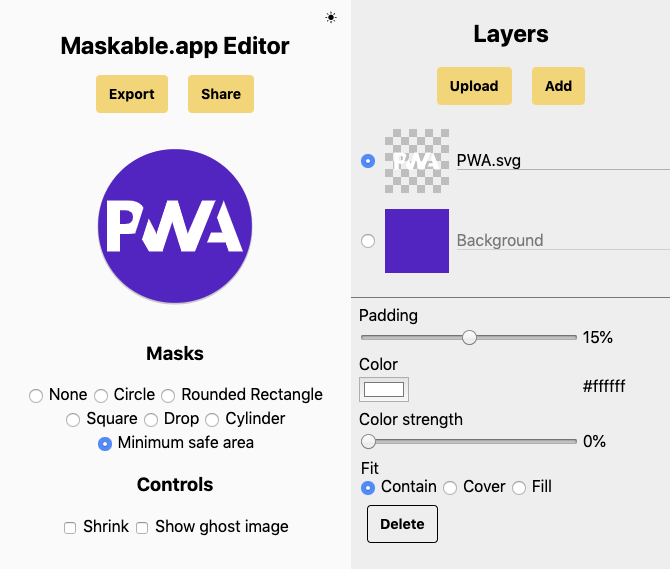 Maskable.app Editor
Export Share
PWA
Masks
None Circle Rounded Rectangle
Square Drop Cylinder
Minimum safe area
Controls
Shrink Show ghost image
Layers
Upload Add
PWA PWA.svg
Background
Padding
15%
Color
#ffffff
Color strength
0%
Fit
Contain Cover Fill
Delete